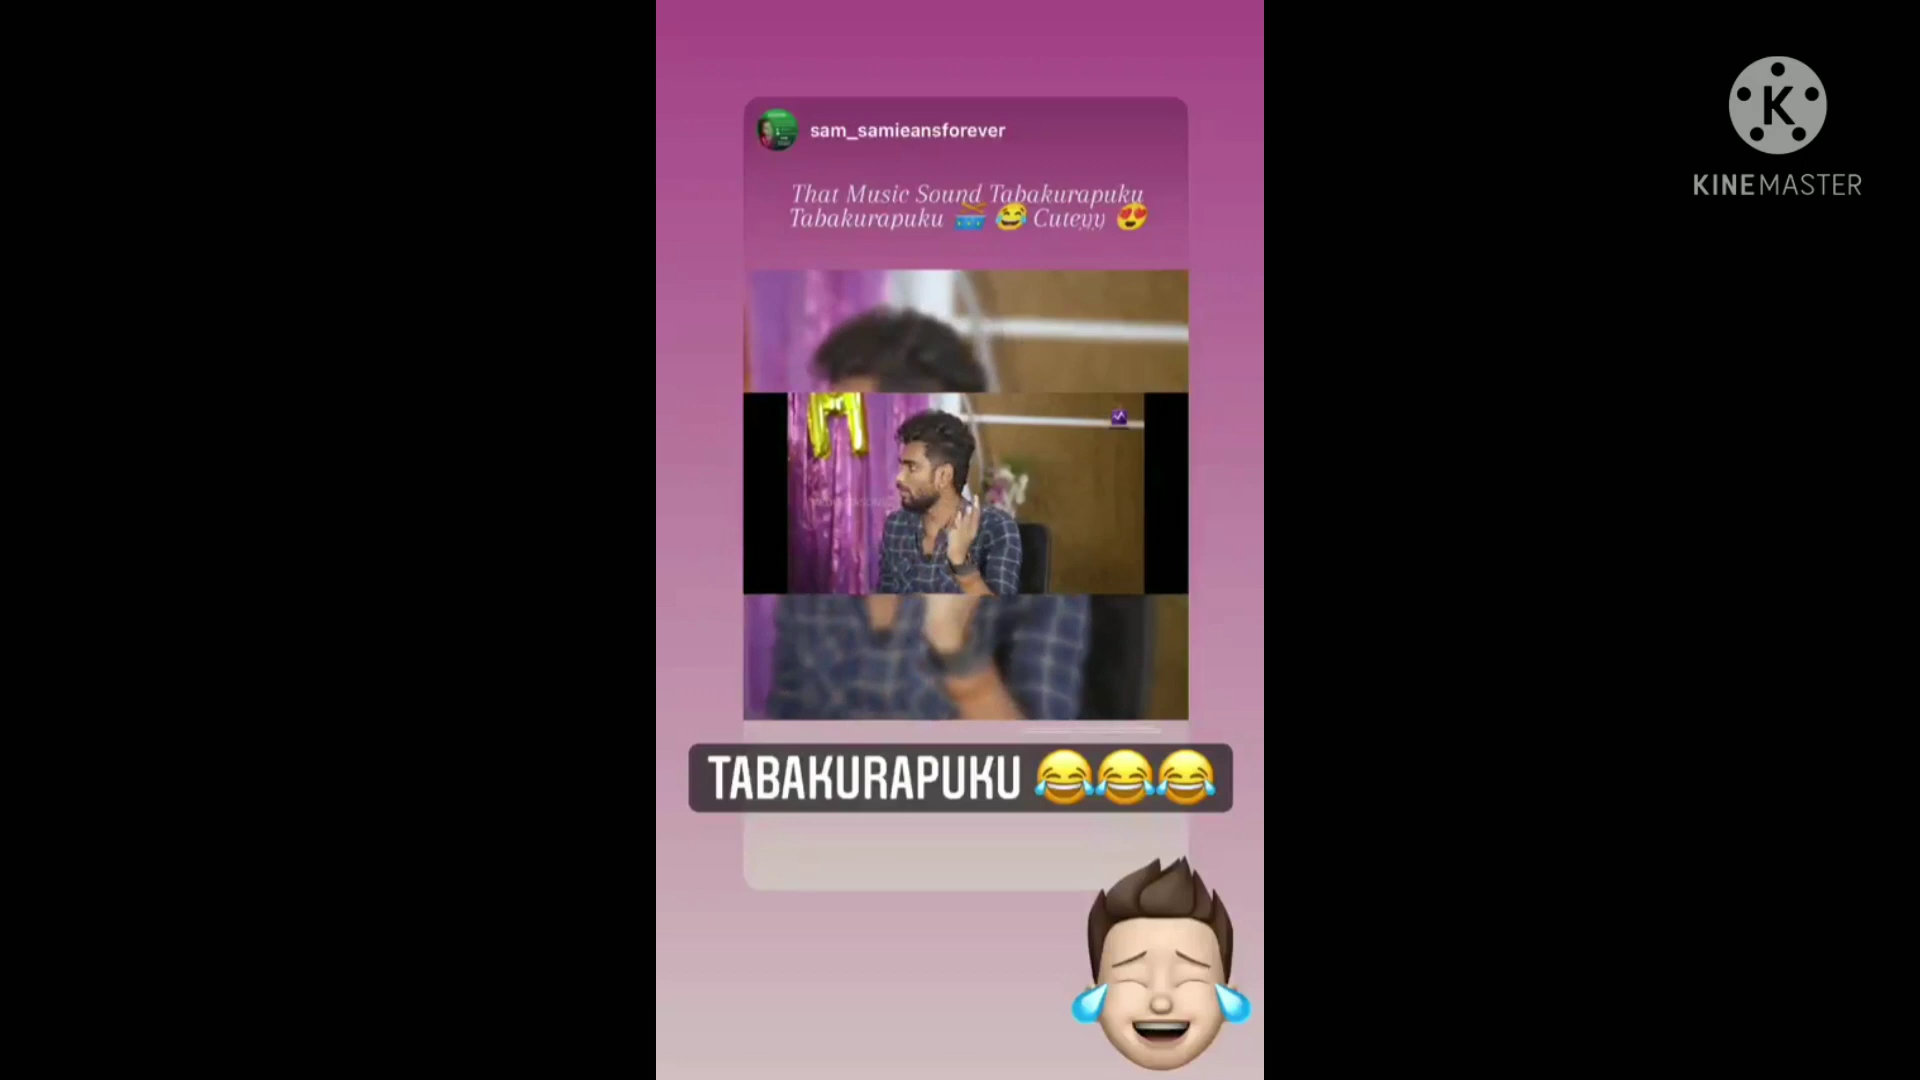 sam_samieansforever
That Music Sound Tabakurapuku
Tabakurapuku 🥁 😂 Cuteyy 😍
H
TABAKURAPUKU 😂😂😂
K
KINEMASTER